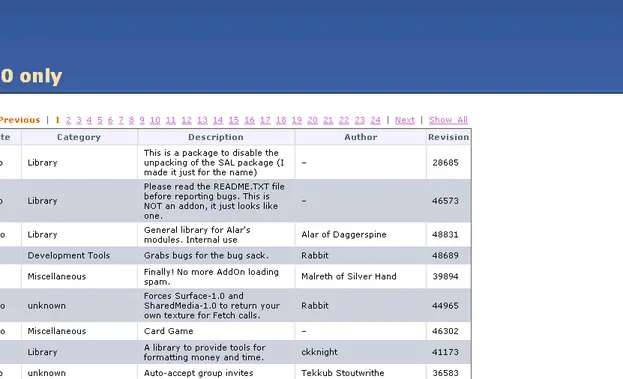 0 only
Previous | 1 2 3 4 5 6 7 8 9 10 11 12 13 14 15 16 17 18 19 20 21 22 23 24 | Next | Show All
te Category Description Author Revision
o Library This is a package to disable the
unpacking of the SAL package (I
made it just for the name) – 28685
o Library Please read the README.TXT file
before reporting bugs. This is
NOT an addon, it just looks like
one. – 46573
o Library General library for Alar's
modules. Internal use Alar of Daggerspine 48831
Development Tools Grabs bugs for the bug sack. Rabbit 48689
Miscellaneous Finally! No more AddOn loading
spam. Malreth of Silver Hand 39894
o unknown Forces Surface-1.0 and
SharedMedia-1.0 to return your
own texture for Fetch calls. Rabbit 44965
o Miscellaneous Card Game – 46302
Library A library to provide tools for
formatting money and time. ckknight 41173
o unknown Auto-accept group invites Tekkub Stoutwrithe 36583